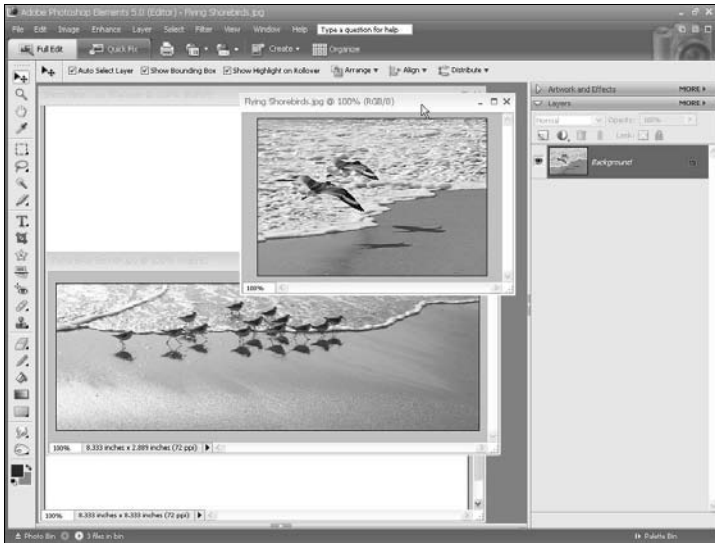 Adobe Photoshop Elements 5.0 (Editor) - Flying Shorebirds.jpg
File Edit Image Enhance Layer Select Filter View Window Help Type a question for help
Full Edit Quick Fix Create Organize
Auto Select Layer Show Bounding Box Show Highlight on Rollover Arrange Align Distribute
Artwork and Effects MORE
Layers MORE
Normal Opacity: 100%
Lock:
Background
Flying Shorebirds.jpg @ 100% (RGB/8)
100%
100% 8.333 inches x 2.889 inches (72 ppi)
100% 8.333 inches x 8.333 inches (72 ppi)
Photo Bin 3 files in bin Palette Bin